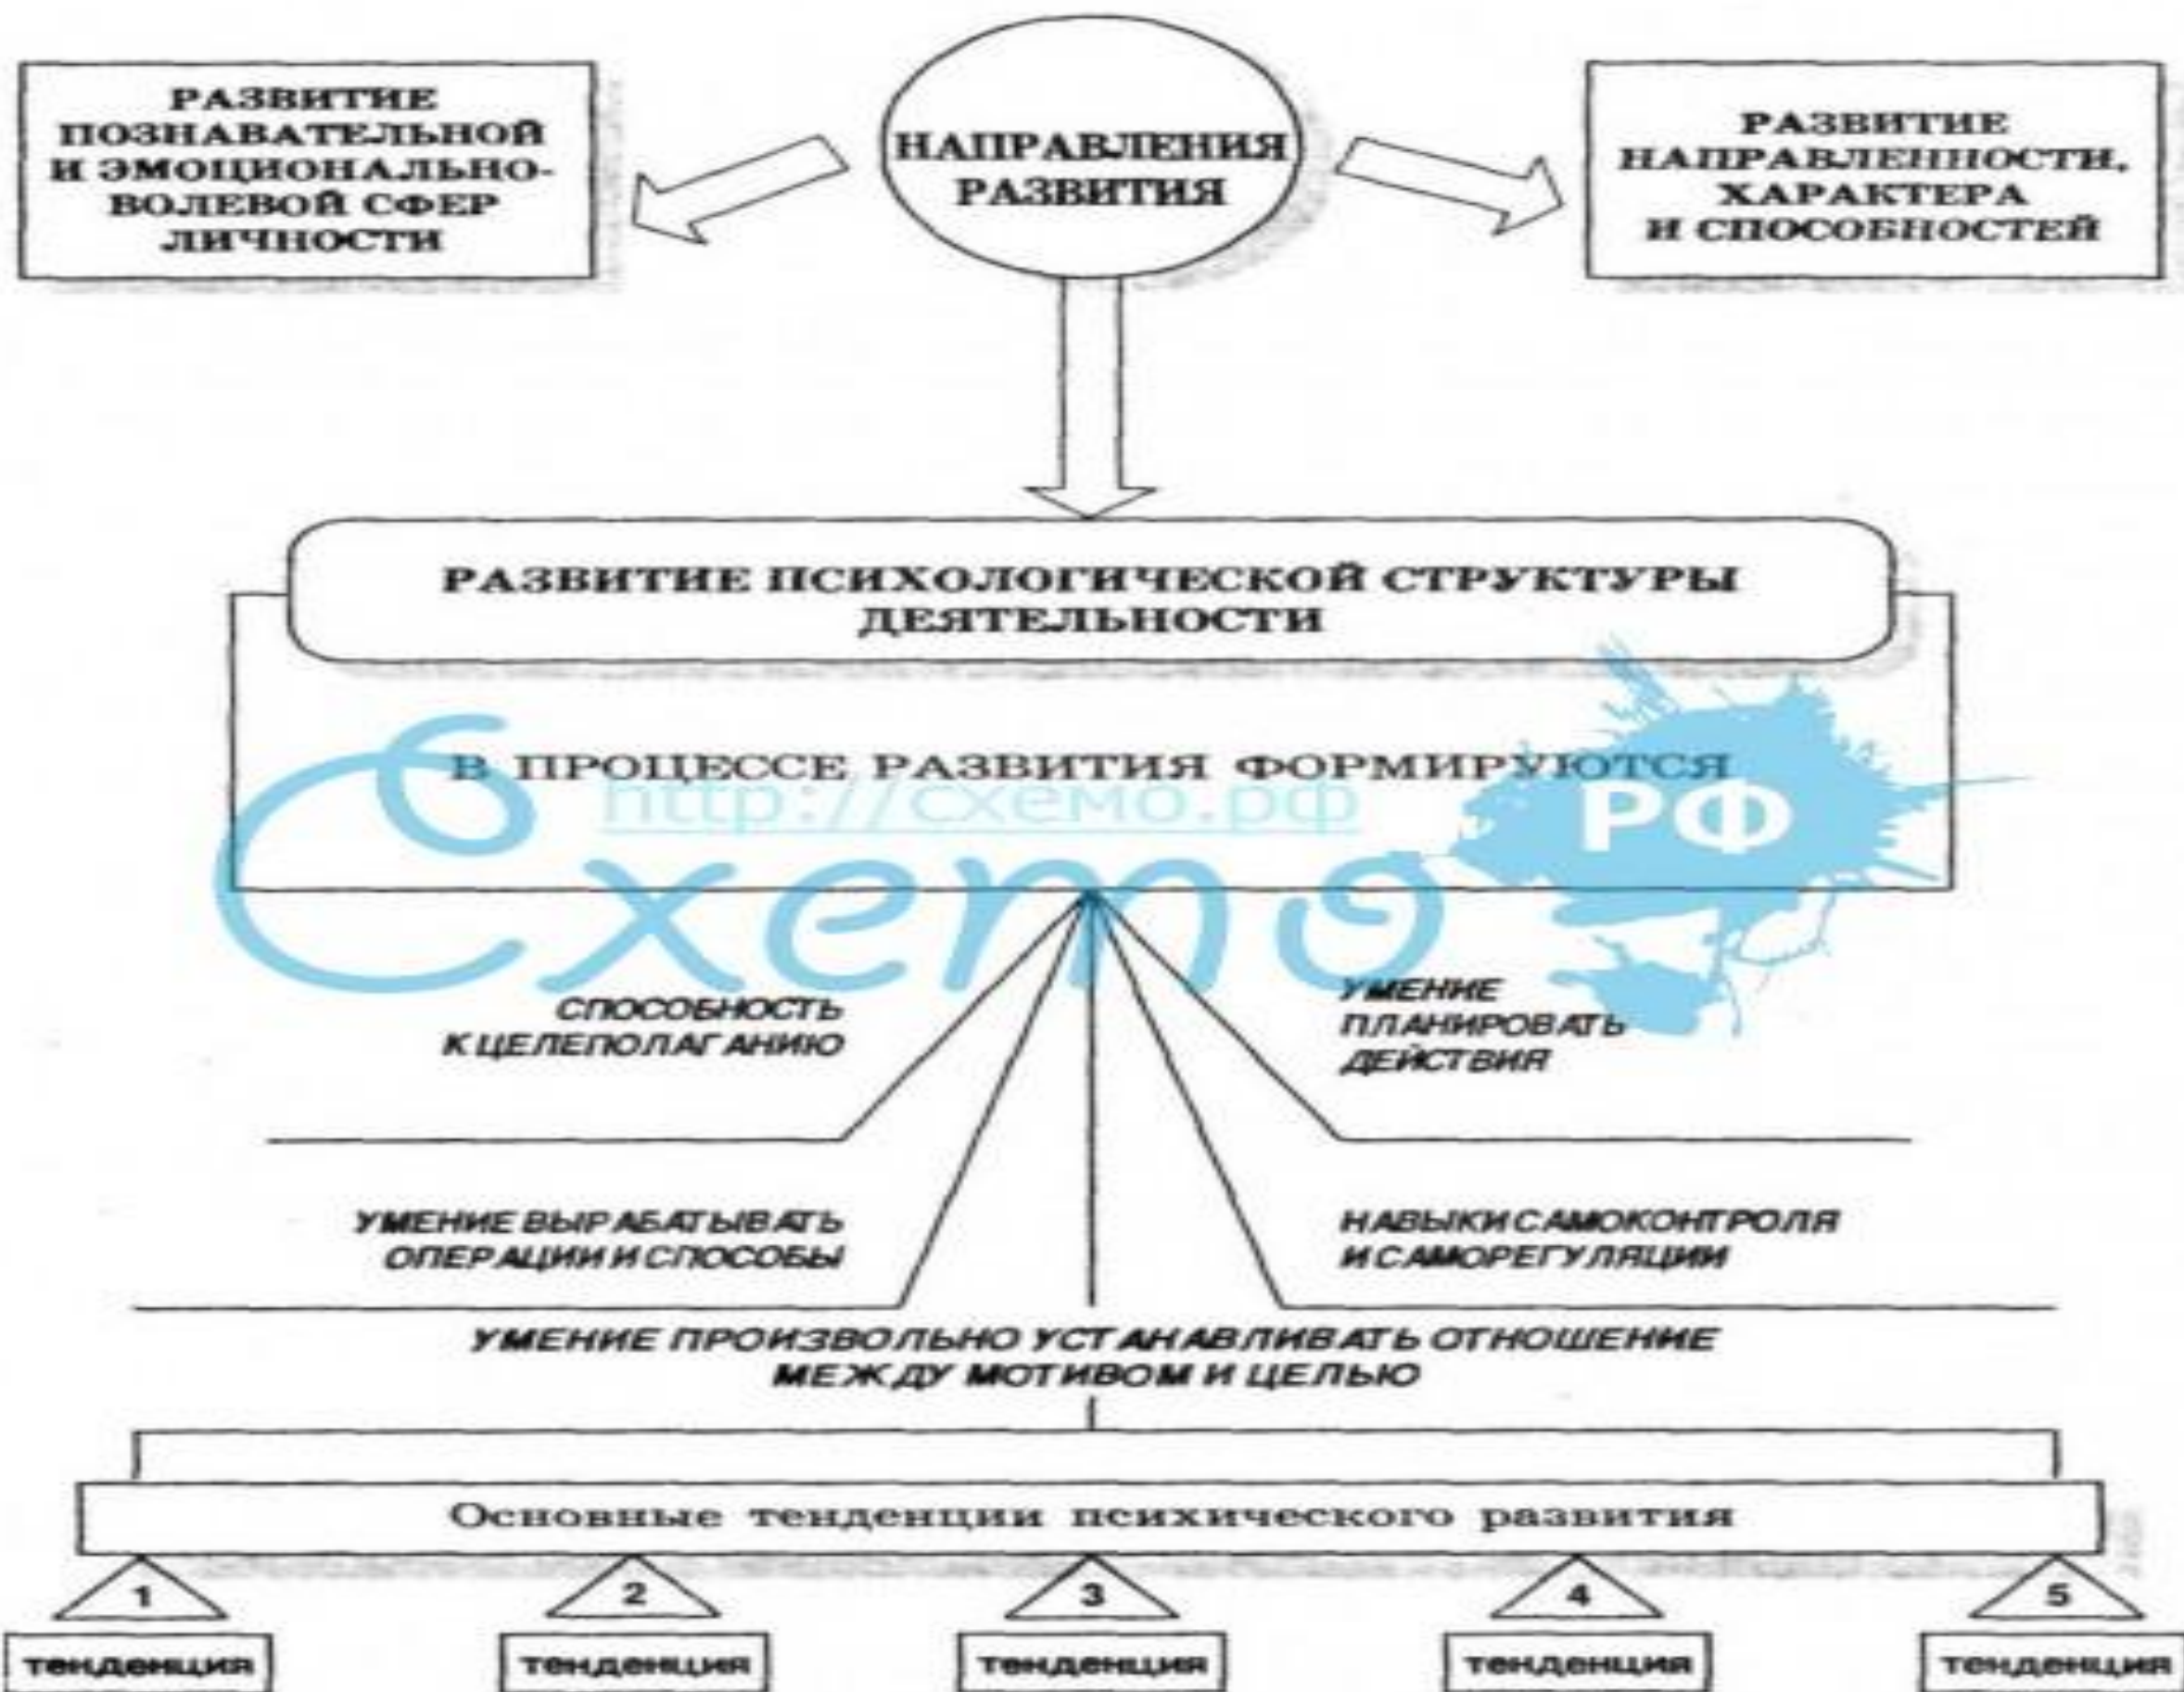 НАПРАВЛЕНИЯ
РАЗВИТИЯ
РАЗВИТИЕ
ПОЗНАВАТЕЛЬНОЙ
И ЭМОЦИОНАЛЬНО-
ВОЛЕВОЙ СФЕР
ЛИЧНОСТИ
РАЗВИТИЕ
НАПРАВЛЕННОСТИ,
ХАРАКТЕРА
И СПОСОБНОСТЕЙ
РАЗВИТИЕ ПСИХОЛОГИЧЕСКОЙ СТРУКТУРЫ
ДЕЯТЕЛЬНОСТИ
В ПРОЦЕССЕ РАЗВИТИЯ ФОРМИРУЮТСЯ
http://схемо.рф
Схемо
РФ
СПОСОБНОСТЬ
К ЦЕЛЕПОЛАГАНИЮ
УМЕНИЕ
ПЛАНИРОВАТЬ
ДЕЙСТВИЯ
УМЕНИЕ ВЫРАБАТЫВАТЬ
ОПЕРАЦИИ И СПОСОБЫ
НАВЫКИ САМОКОНТРОЛЯ
И САМОРЕГУЛЯЦИИ
УМЕНИЕ ПРОИЗВОЛЬНО УСТАНАВЛИВАТЬ ОТНОШЕНИЕ
МЕЖДУ МОТИВОМ И ЦЕЛЬЮ
Основные тенденции психического развития
1
2
3
4
5
тенденция
тенденция
тенденция
тенденция
тенденция